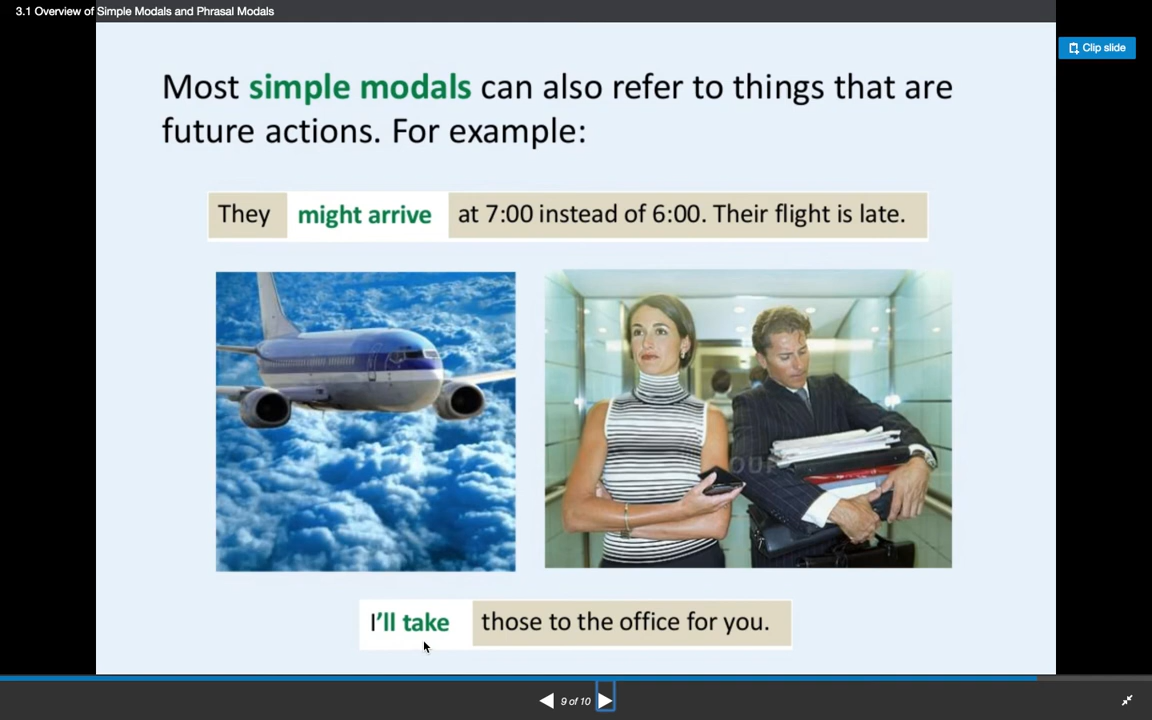 3.1 Overview of Simple Modals and Phrasal Modals
Clip slide
Most simple modals can also refer to things that are
future actions. For example:
They might arrive at 7:00 instead of 6:00. Their flight is late.
I'll take those to the office for you.
9 of 10